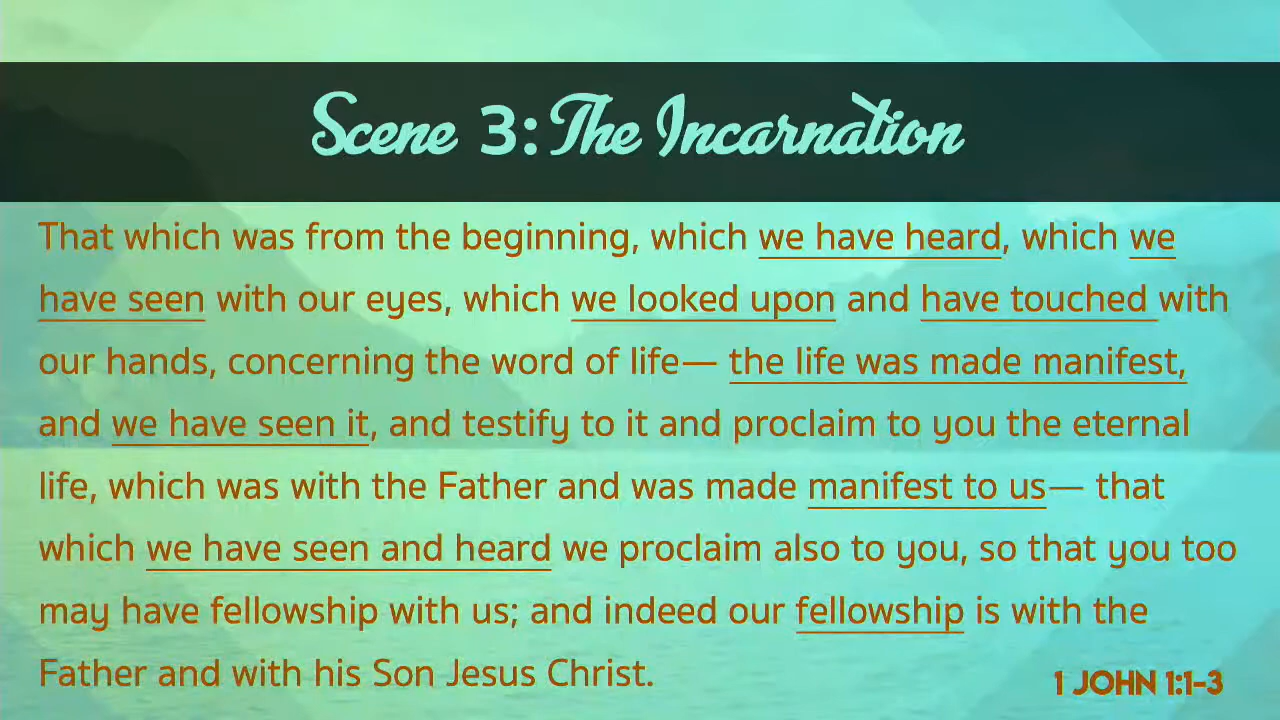 Scene 3: The Incarnation
That which was from the beginning, which we have heard, which we
have seen with our eyes, which we looked upon and have touched with
our hands, concerning the word of life— the life was made manifest,
and we have seen it, and testify to it and proclaim to you the eternal
life, which was with the Father and was made manifest to us— that
which we have seen and heard we proclaim also to you, so that you too
may have fellowship with us; and indeed our fellowship is with the
Father and with his Son Jesus Christ.
1 JOHN 1:1-3